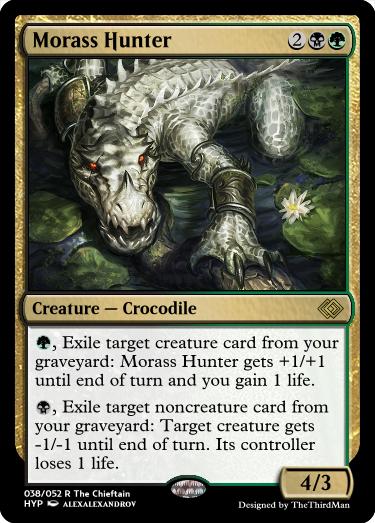 Morass Hunter 2
Creature — Crocodile
, Exile target creature card from your
graveyard: Morass Hunter gets +1/+1
until end of turn and you gain 1 life.
, Exile target noncreature card from
your graveyard: Target creature gets
-1/-1 until end of turn. Its controller
loses 1 life.
4/3
038/052 R The Chieftain
HYP ALEXALEXANDROV
Designed by TheThirdMan